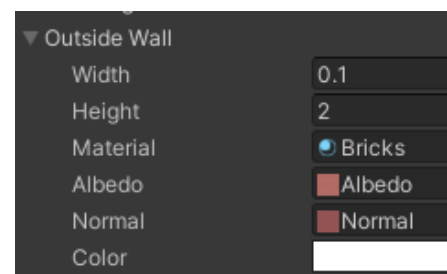 Outside Wall
Width 0.1
Height 2
Material Bricks
Albedo Albedo
Normal Normal
Color